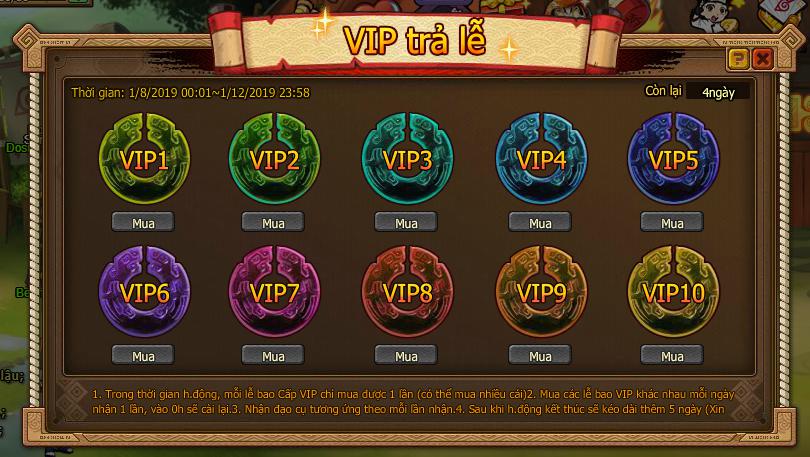 VIP trả lễ
Thời gian: 1/8/2019 00:01~1/12/2019 23:58
Còn lại 4ngày
VIP1 VIP2 VIP3 VIP4 VIP5
Mua Mua Mua Mua Mua
VIP6 VIP7 VIP8 VIP9 VIP10
Mua Mua Mua Mua Mua
1. Trong thời gian h.động, mỗi lễ bao Cấp VIP chỉ mua được 1 lần (có thể mua nhiều cái)2. Mua các lễ bao VIP khác nhau mỗi ngày
nhận 1 lần, vào 0h sẽ cài lại.3. Nhận đạo cụ tương ứng theo mỗi lần nhận.4. Sau khi h.động kết thúc sẽ kéo dài thêm 5 ngày (Xin